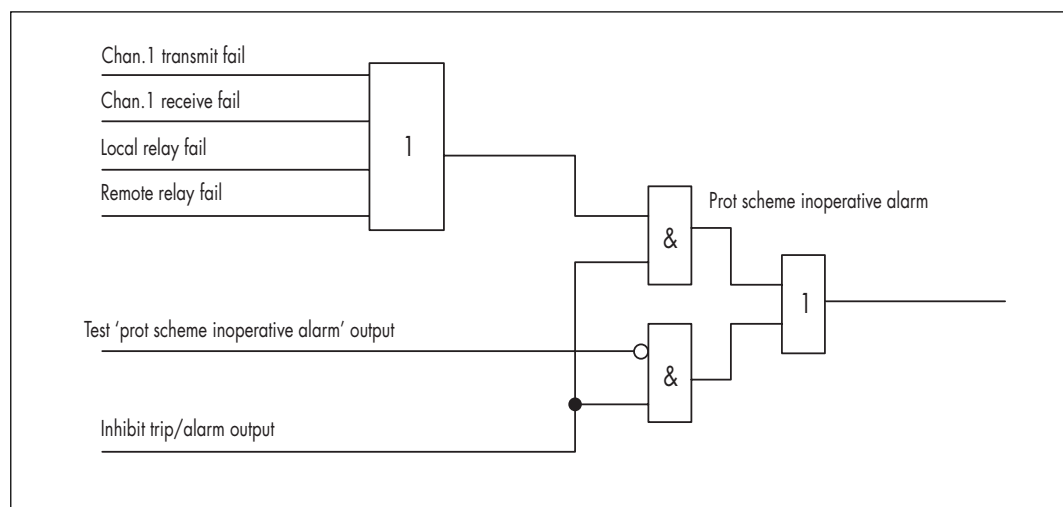 Chan.1 transmit fail
Chan.1 receive fail
Local relay fail
Remote relay fail
1
Prot scheme inoperative alarm
&
1
Test ‘prot scheme inoperative alarm’ output
&
Inhibit trip/alarm output